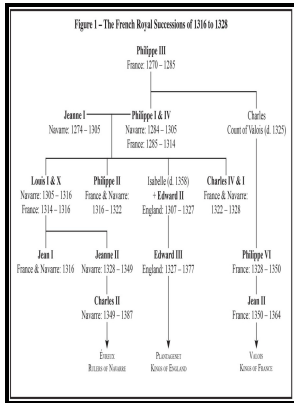 Figure 1 – The French Royal Successions of 1316 to 1328
Philippe III
France: 1270 – 1285
Jeanne I
Navarre: 1274 – 1305
Philippe I & IV
Navarre: 1284 – 1305
France: 1285 – 1314
Charles
Count of Valois (d. 1325)
Louis I & X
Navarre: 1305 – 1316
France: 1314 – 1316
Philippe II
France & Navarre:
1316 – 1322
Isabelle (d. 1358)
+ Edward II
England: 1307 – 1327
Charles IV & I
France & Navarre:
1322 – 1328
Jean I
France & Navarre: 1316
Jeanne II
Navarre: 1328 – 1349
Edward III
England: 1327 – 1377
Philippe VI
France: 1328 – 1350
Charles II
Navarre: 1349 – 1387
Jean II
France: 1350 – 1364
Évreux
Rulers of Navarre
Plantagenet
Kings of England
Valois
Kings of France